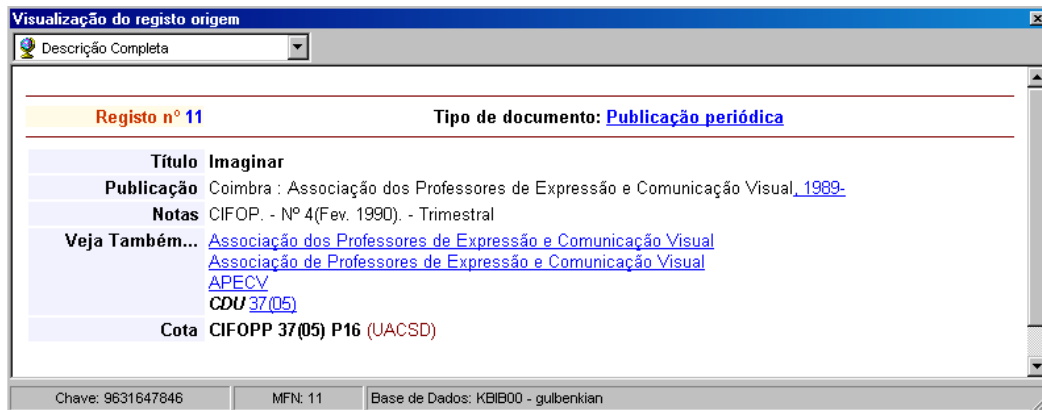 Visualização do registo origem
Descrição Completa
Registo nº 11 Tipo de documento: Publicação periódica
Título Imaginar
Publicação Coimbra : Associação dos Professores de Expressão e Comunicação Visual, 1989-
Notas CIFOP. - Nº 4(Fev. 1990). - Trimestral
Veja Também... Associação dos Professores de Expressão e Comunicação Visual
Associação de Professores de Expressão e Comunicação Visual
APECV
CDU 37(05)
Cota CIFOPP 37(05) P16 (UACSD)
Chave: 9631647846 MFN: 11 Base de Dados: KBIB00 - gulbenkian